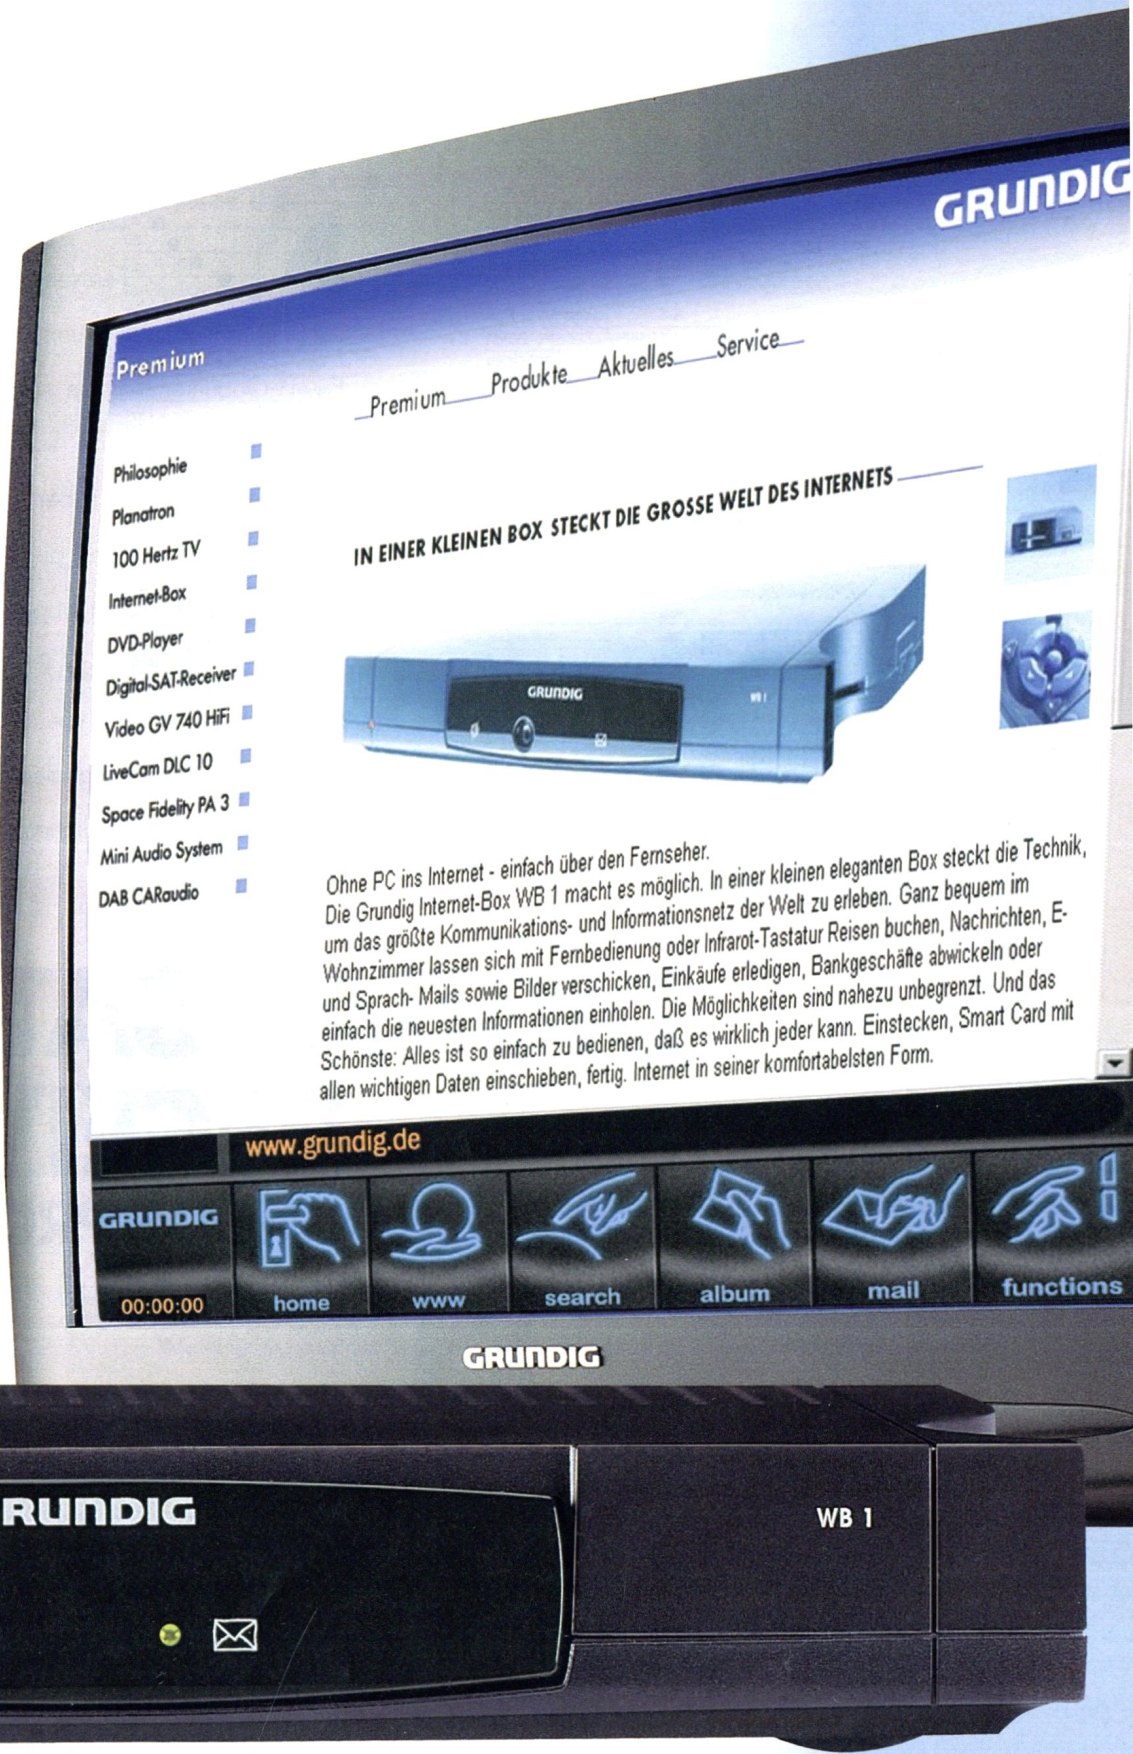 GRUNDIG
Premium
Premium Produkte Aktuelles Service
Philosophie
Planatron
100 Hertz TV
Internet-Box
DVD-Player
Digital-SAT-Receiver
Video GV 740 HiFi
LiveCam DLC 10
Space Fidelity PA 3
Mini Audio System
DAB CARaudio
IN EINER KLEINEN BOX STECKT DIE GROSSE WELT DES INTERNETS
GRUNDIG
WB 1
Ohne PC ins Internet - einfach über den Fernseher.
Die Grundig Internet-Box WB 1 macht es möglich. In einer kleinen eleganten Box steckt die Technik,
um das größte Kommunikations- und Informationsnetz der Welt zu erleben. Ganz bequem im
Wohnzimmer lassen sich mit Fernbedienung oder Infrarot-Tastatur Reisen buchen, Nachrichten, E-
und Sprach- Mails sowie Bilder verschicken, Einkäufe erledigen, Bankgeschäfte abwickeln oder
einfach die neuesten Informationen einholen. Die Möglichkeiten sind nahezu unbegrenzt. Und das
Schönste: Alles ist so einfach zu bedienen, daß es wirklich jeder kann. Einstecken, Smart Card mit
allen wichtigen Daten einschieben, fertig. Internet in seiner komfortabelsten Form.
www.grundig.de
GRUNDIG
00:00:00
home
www
search
album
mail
functions
GRUNDIG
RUNDIG
WB 1